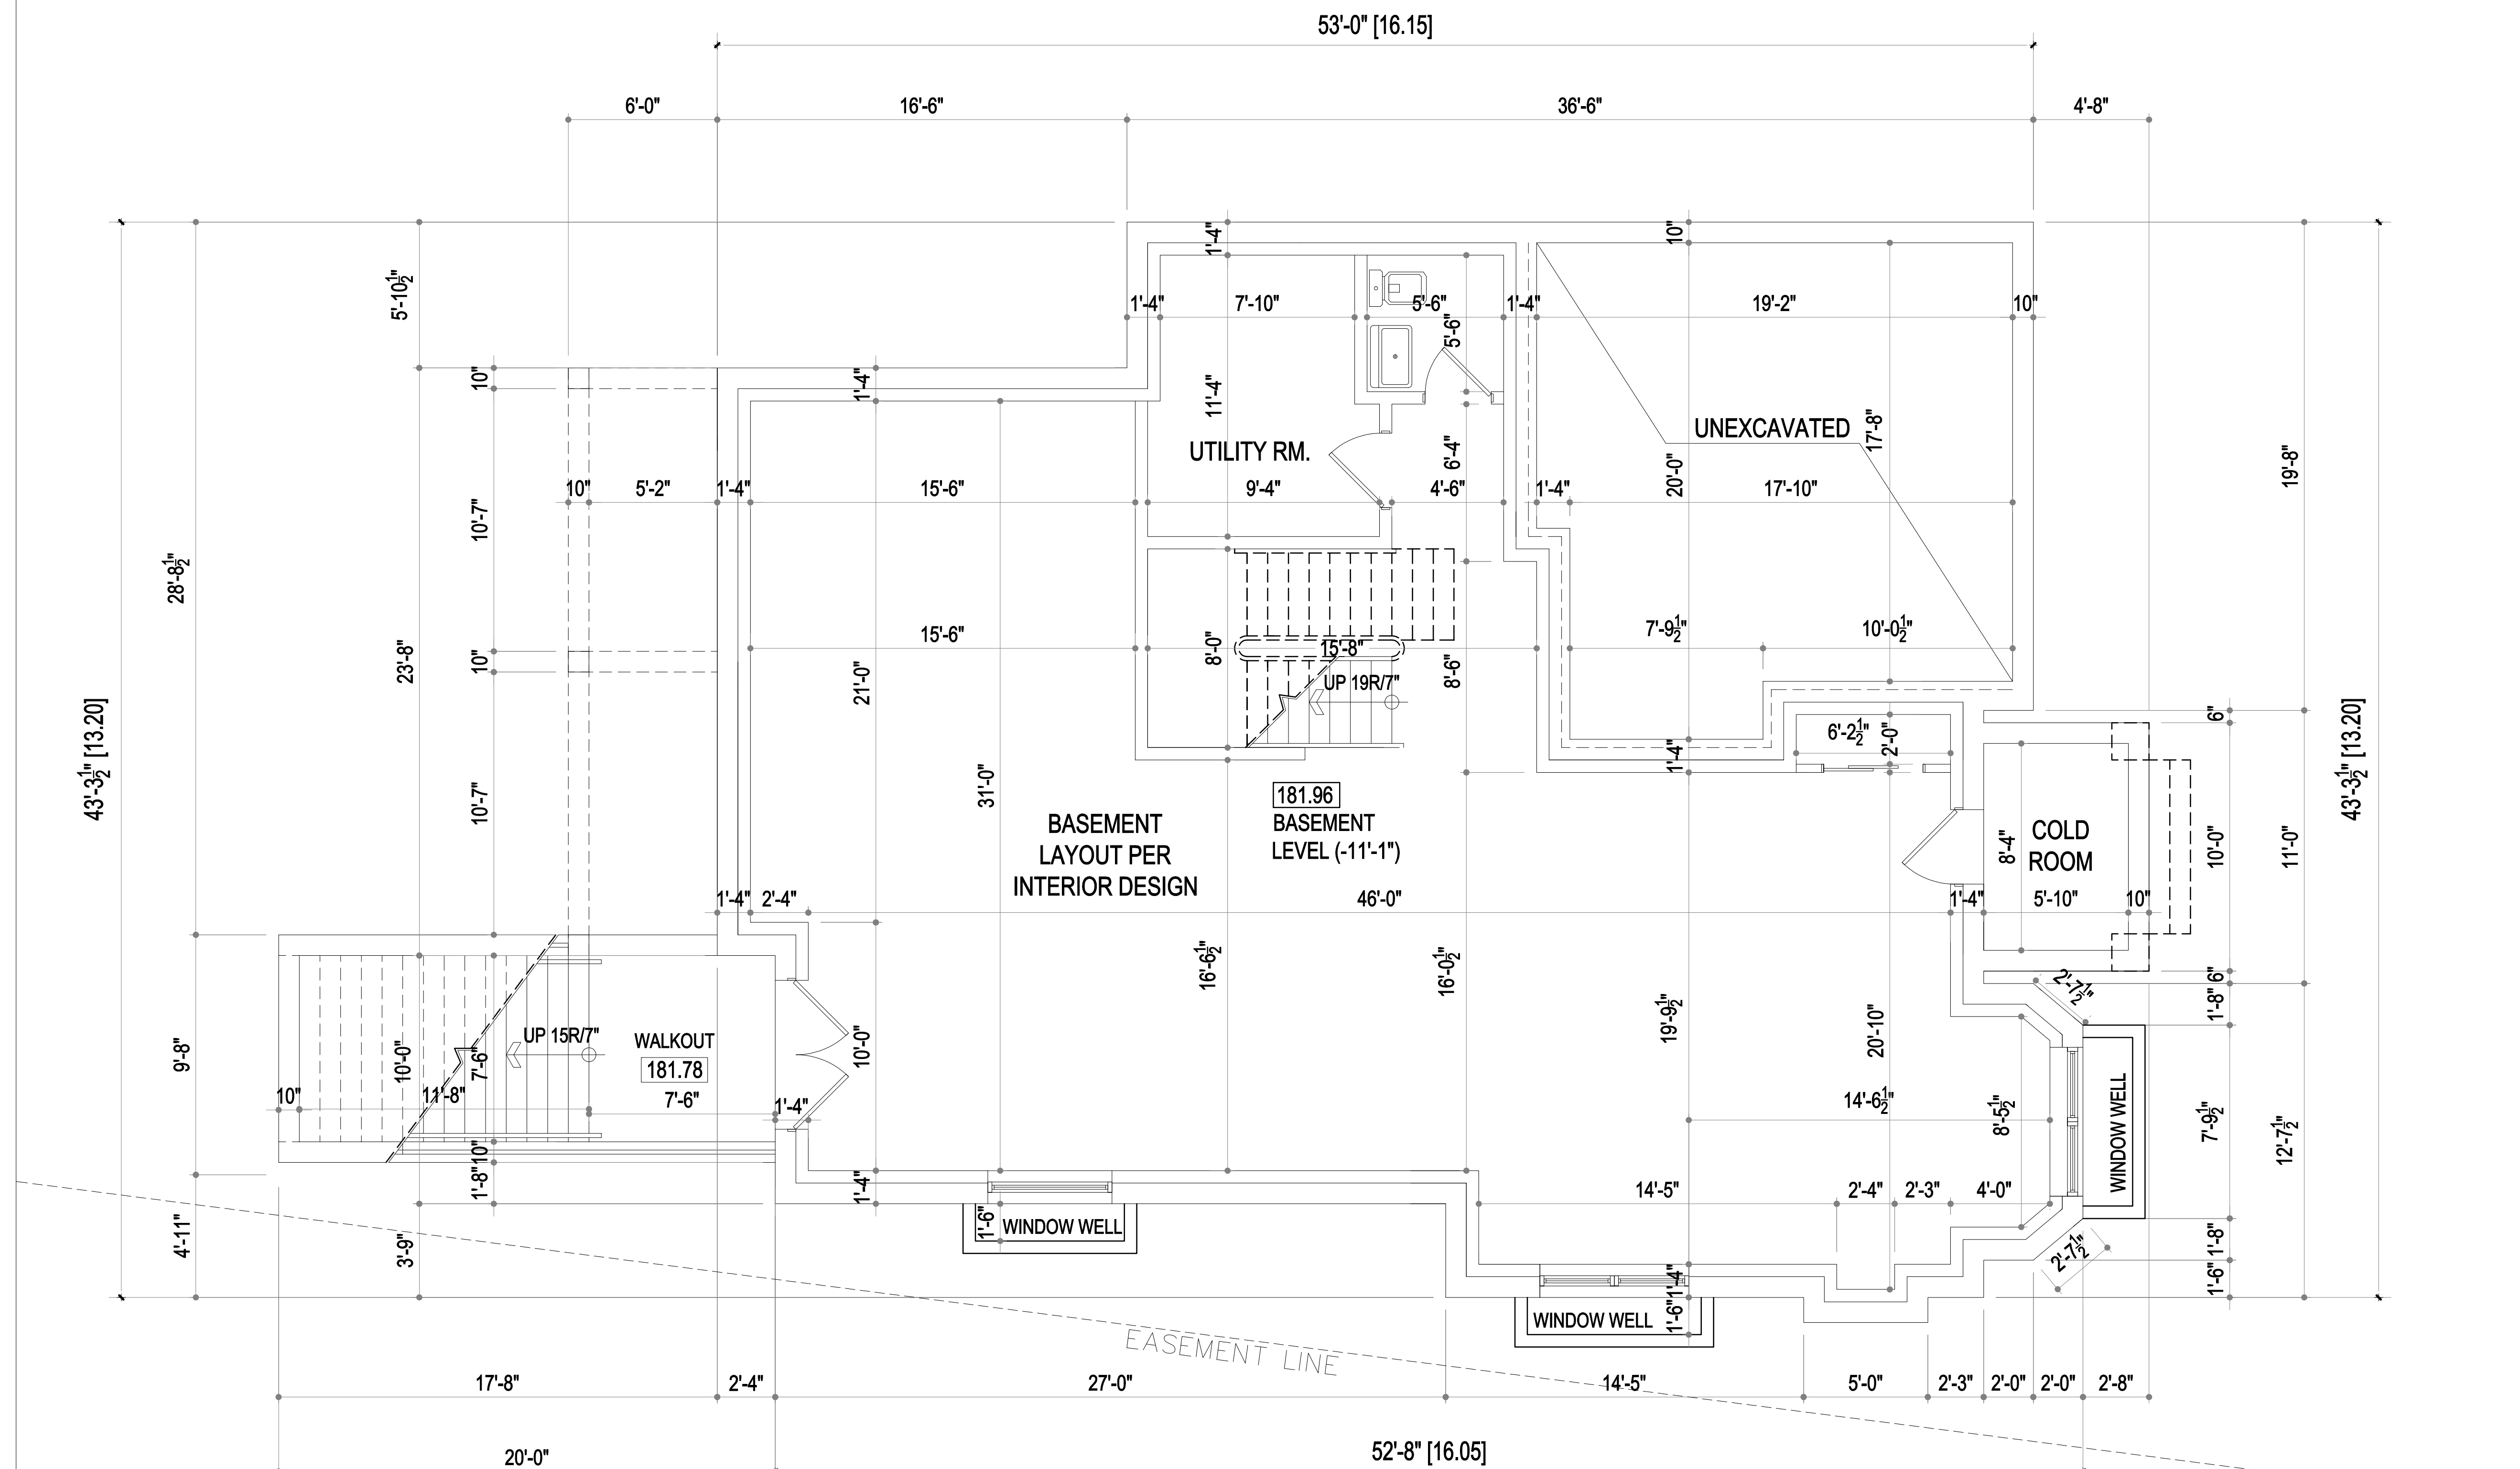 53'-0" [16.15]
6'-0" 16'-6" 36'-6" 4'-8"
1'-4" 10"
5'-10½"
1'-4" 7'-10" 5'-6" 1'-4" 19'-2" 10"
5'-6"
10" 1'-4" 11'-4"
UNEXCAVATED
17'-8"
UTILITY RM.
6'-4" 20'-0" 19'-8"
10" 5'-2" 1'-4" 15'-6" 9'-4" 4'-6" 1'-4" 17'-10"
10'-7"
28'-8½"
15'-6" 15'-8" 7'-9½" 10'-0½"
23'-8" 10" 21'-0" 8'-0" 8'-6"
UP 19R/7"
6"
43'-3½" [13.20] 43'-3½" [13.20]
6'-2½" 2'-0"
10'-7" 31'-0" 1'-4"
181.96
BASEMENT
LEVEL (-11'-1")
BASEMENT
LAYOUT PER
INTERIOR DESIGN
COLD
ROOM
8'-4" 10'-0" 11'-0"
1'-4" 2'-4" 46'-0" 1'-4" 5'-10" 10"
16'-6½" 16'-0½" 19'-9½" 20'-10"
2'-7½" 6"
1'-8"
UP 15R/7" WALKOUT
181.78
9'-8" 10'-0" 7'-6" 10'-0"
10" 11'-8" 7'-6" 1'-4"
14'-6½" 8'-5½"
WINDOW WELL
7'-9½" 12'-7½"
10"
1'-8" 1'-4"
14'-5" 2'-4" 2'-3" 4'-0"
1'-6" WINDOW WELL
4'-11" 3'-9"
2'-7½" 1'-8"
1'-4" 1'-6"
1'-6" WINDOW WELL
EASEMENT LINE
17'-8" 2'-4" 27'-0" 14'-5" 5'-0" 2'-3" 2'-0" 2'-0" 2'-8"
20'-0" 52'-8" [16.05]